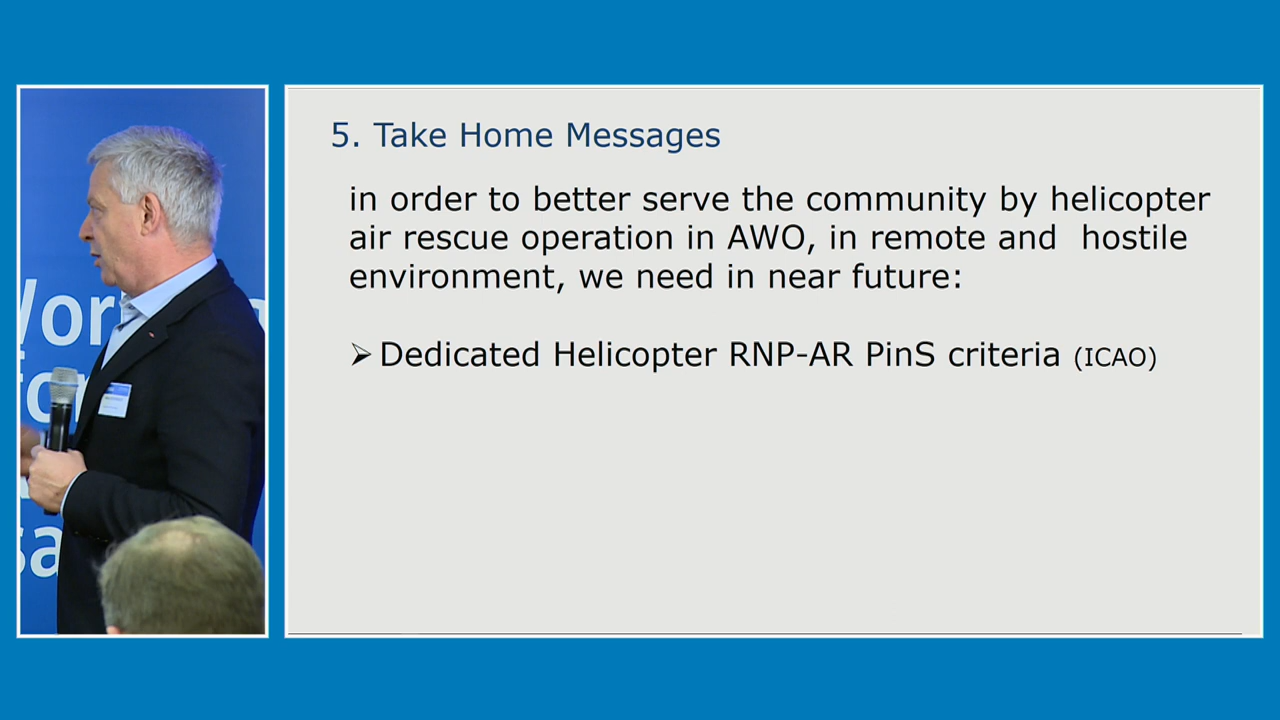 5. Take Home Messages
in order to better serve the community by helicopter
air rescue operation in AWO, in remote and hostile
environment, we need in near future:
➢ Dedicated Helicopter RNP-AR PinS criteria (ICAO)